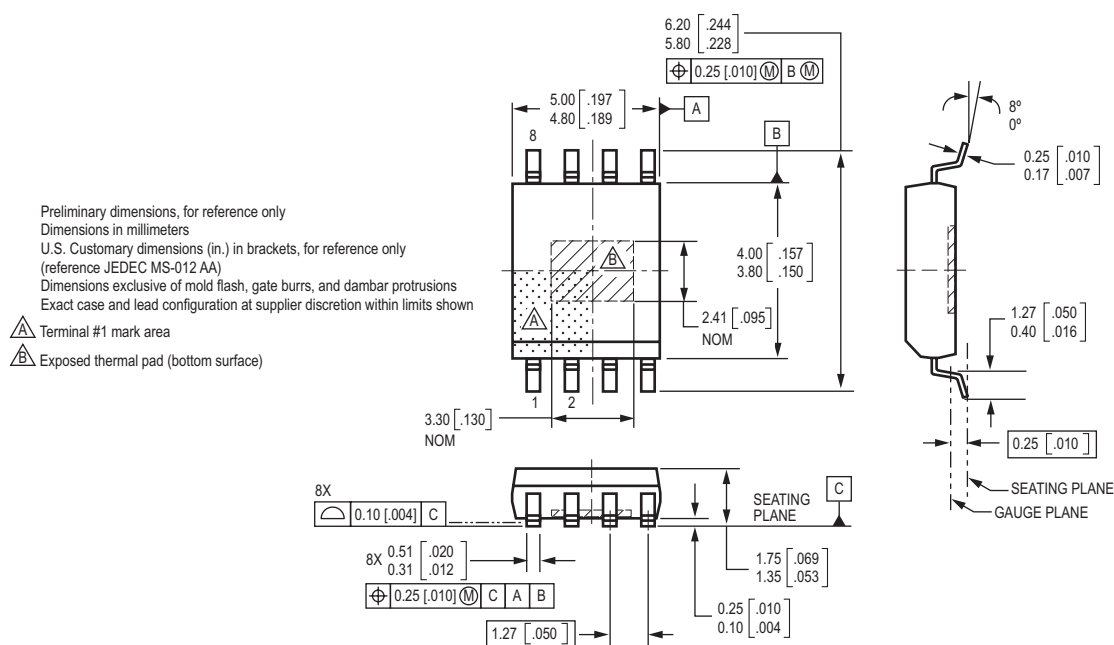 6.20 [.244
5.80 .228]
⌖ 0.25 [.010] Ⓜ B Ⓜ
5.00 [.197
4.80 .189]
A
B
8
8º
0º
0.25 [.010
0.17 .007]
Preliminary dimensions, for reference only
Dimensions in millimeters
U.S. Customary dimensions (in.) in brackets, for reference only
(reference JEDEC MS-012 AA)
Dimensions exclusive of mold flash, gate burrs, and dambar protrusions
Exact case and lead configuration at supplier discretion within limits shown
A Terminal #1 mark area
B Exposed thermal pad (bottom surface)
B
A
4.00 [.157
3.80 .150]
2.41 [.095]
NOM
1.27 [.050
0.40 .016]
1 2
3.30 [.130]
NOM
0.25 [.010]
SEATING PLANE
GAUGE PLANE
8X
⌓ 0.10 [.004] C
SEATING
PLANE
C
8X 0.51 [.020
0.31 .012]
⌖ 0.25 [.010] Ⓜ C A B
1.75 [.069
1.35 .053]
0.25 [.010
0.10 .004]
1.27 [.050]